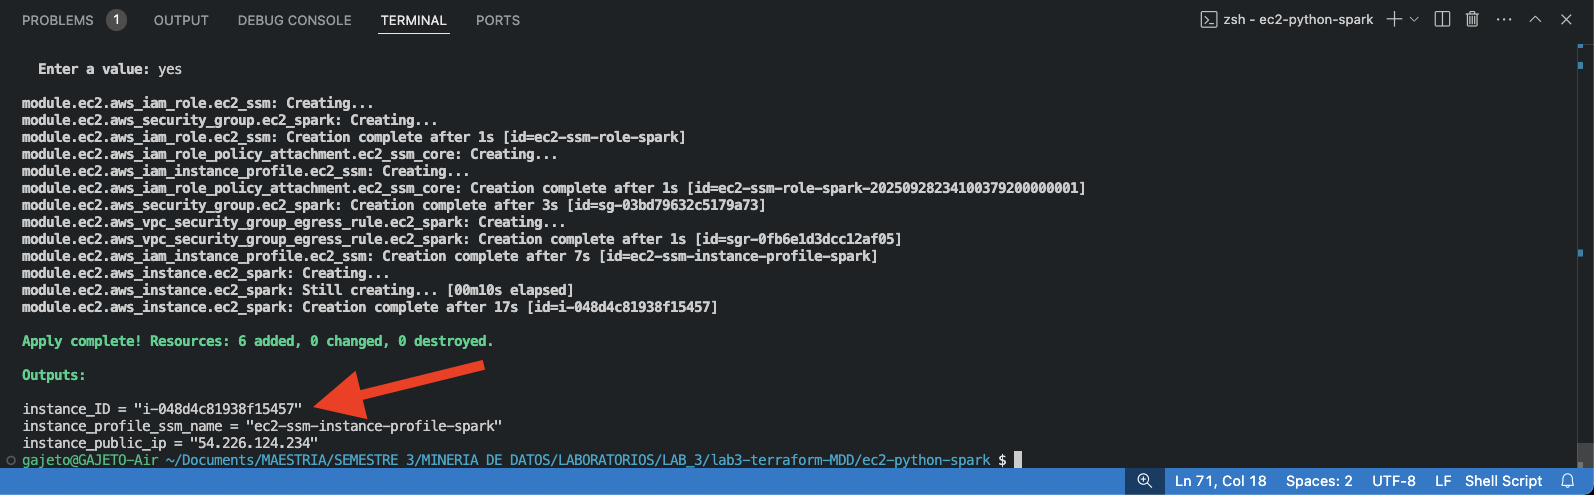 PROBLEMS 1 OUTPUT DEBUG CONSOLE TERMINAL PORTS zsh - ec2-python-spark
Enter a value: yes
module.ec2.aws_iam_role.ec2_ssm: Creating...
module.ec2.aws_security_group.ec2_spark: Creating...
module.ec2.aws_iam_role.ec2_ssm: Creation complete after 1s [id=ec2-ssm-role-spark]
module.ec2.aws_iam_role_policy_attachment.ec2_ssm_core: Creating...
module.ec2.aws_iam_instance_profile.ec2_ssm: Creating...
module.ec2.aws_iam_role_policy_attachment.ec2_ssm_core: Creation complete after 1s [id=ec2-ssm-role-spark-20250928234100379200000001]
module.ec2.aws_security_group.ec2_spark: Creation complete after 3s [id=sg-03bd79632c5179a73]
module.ec2.aws_vpc_security_group_egress_rule.ec2_spark: Creating...
module.ec2.aws_vpc_security_group_egress_rule.ec2_spark: Creation complete after 1s [id=sgr-0fb6e1d3dcc12af05]
module.ec2.aws_iam_instance_profile.ec2_ssm: Creation complete after 7s [id=ec2-ssm-instance-profile-spark]
module.ec2.aws_instance.ec2_spark: Creating...
module.ec2.aws_instance.ec2_spark: Still creating... [00m10s elapsed]
module.ec2.aws_instance.ec2_spark: Creation complete after 17s [id=i-048d4c81938f15457]
Apply complete! Resources: 6 added, 0 changed, 0 destroyed.
Outputs:
instance_ID = "i-048d4c81938f15457"
instance_profile_ssm_name = "ec2-ssm-instance-profile-spark"
instance_public_ip = "54.226.124.234"
gajeto@GAJETO-Air ~/Documents/MAESTRIA/SEMESTRE 3/MINERIA DE DATOS/LABORATORIOS/LAB_3/lab3-terraform-MDD/ec2-python-spark $
Ln 71, Col 18 Spaces: 2 UTF-8 LF Shell Script